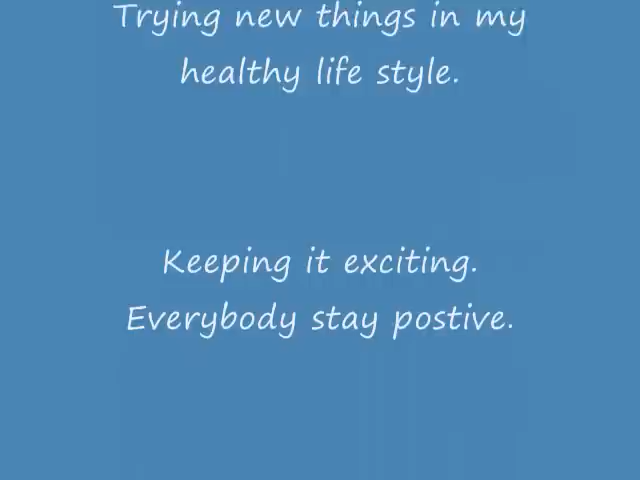 Trying new things in my
healthy life style.
Keeping it exciting.
Everybody stay postive.